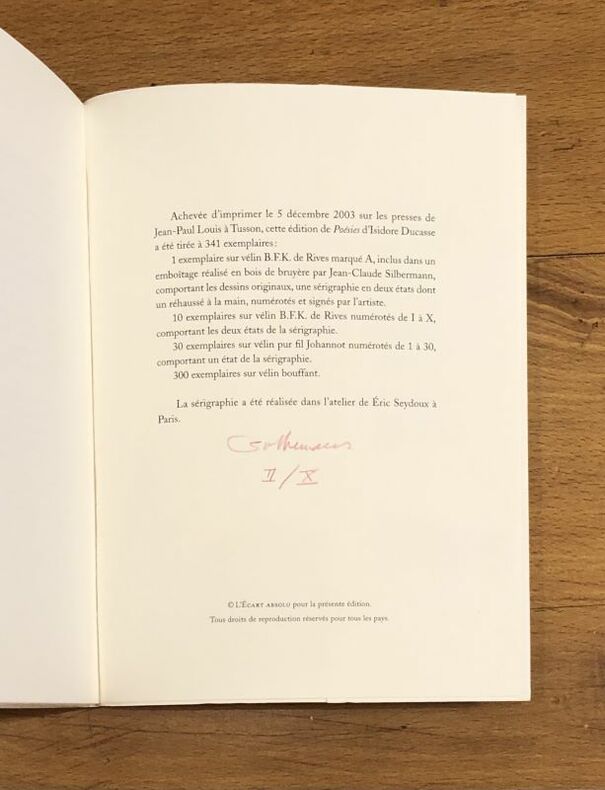 Achevée d'imprimer le 5 décembre 2003 sur les presses de
Jean-Paul Louis à Tusson, cette édition de Poésies d'Isidore Ducasse
a été tirée à 341 exemplaires :
1 exemplaire sur vélin B.F.K. de Rives marqué A, inclus dans un
emboîtage réalisé en bois de bruyère par Jean-Claude Silbermann,
comportant les dessins originaux, une sérigraphie en deux états dont
un réhaussé à la main, numérotés et signés par l'artiste.
10 exemplaires sur vélin B.F.K. de Rives numérotés de I à X,
comportant les deux états de la sérigraphie.
30 exemplaires sur vélin pur fil Johannot numérotés de 1 à 30,
comportant un état de la sérigraphie.
300 exemplaires sur vélin bouffant.
La sérigraphie a été réalisée dans l'atelier de Éric Seydoux à
Paris.
II/X
© L'ÉCART ABSOLU pour la présente édition.
Tous droits de reproduction réservés pour tous les pays.